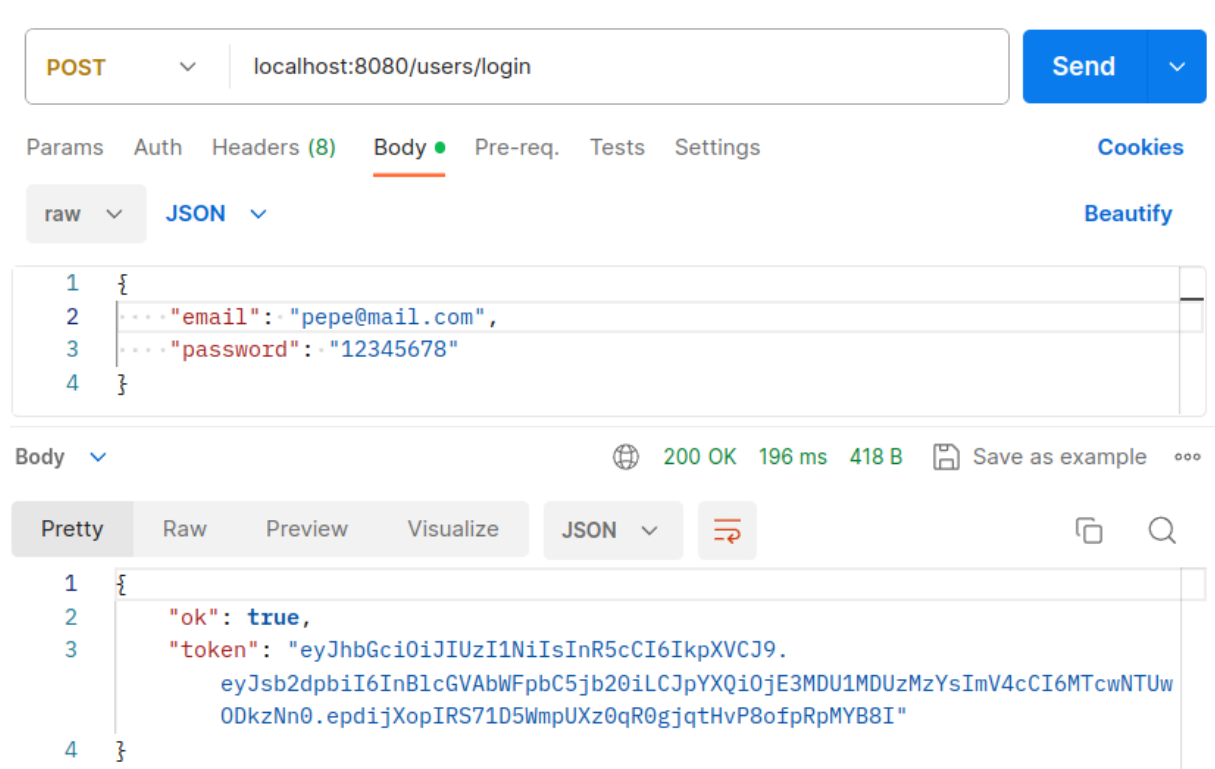 POST localhost:8080/users/login Send
Params Auth Headers (8) Body Pre-req. Tests Settings Cookies
raw JSON Beautify
1 {
2 "email": "pepe@mail.com",
3 "password": "12345678"
4 }
Body 200 OK 196 ms 418 B Save as example
Pretty Raw Preview Visualize JSON
1 {
2 "ok": true,
3 "token": "eyJhbGciOiJIUzI1NiIsInR5cCI6IkpXVCJ9.
eyJsb2dpbiI6InBlcGVAbWFpbC5jb20iLCJpYXQiOjE3MDU1MDUzMzYsImV4cCI6MTcwNTUw
ODkzNn0.epdijXopIRS71D5WmpUXz0qR0gjqtHvP8ofpRpMYB8I"
4 }